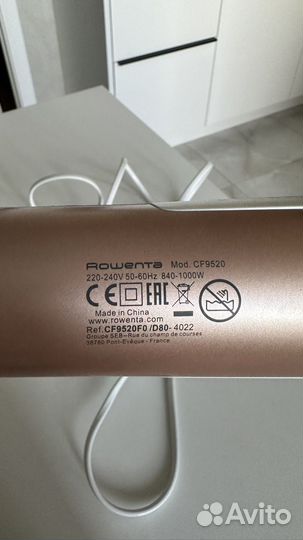 Rowenta Mod. CF9520
220-240V 50-60Hz 840-1000W
CE EAC
Made in China
www.rowenta.com
Ref.CF9520F0 /D80-4022
Groupe SEB-Rue du champ de courses
38780 Pont-Evêque - France
Avito